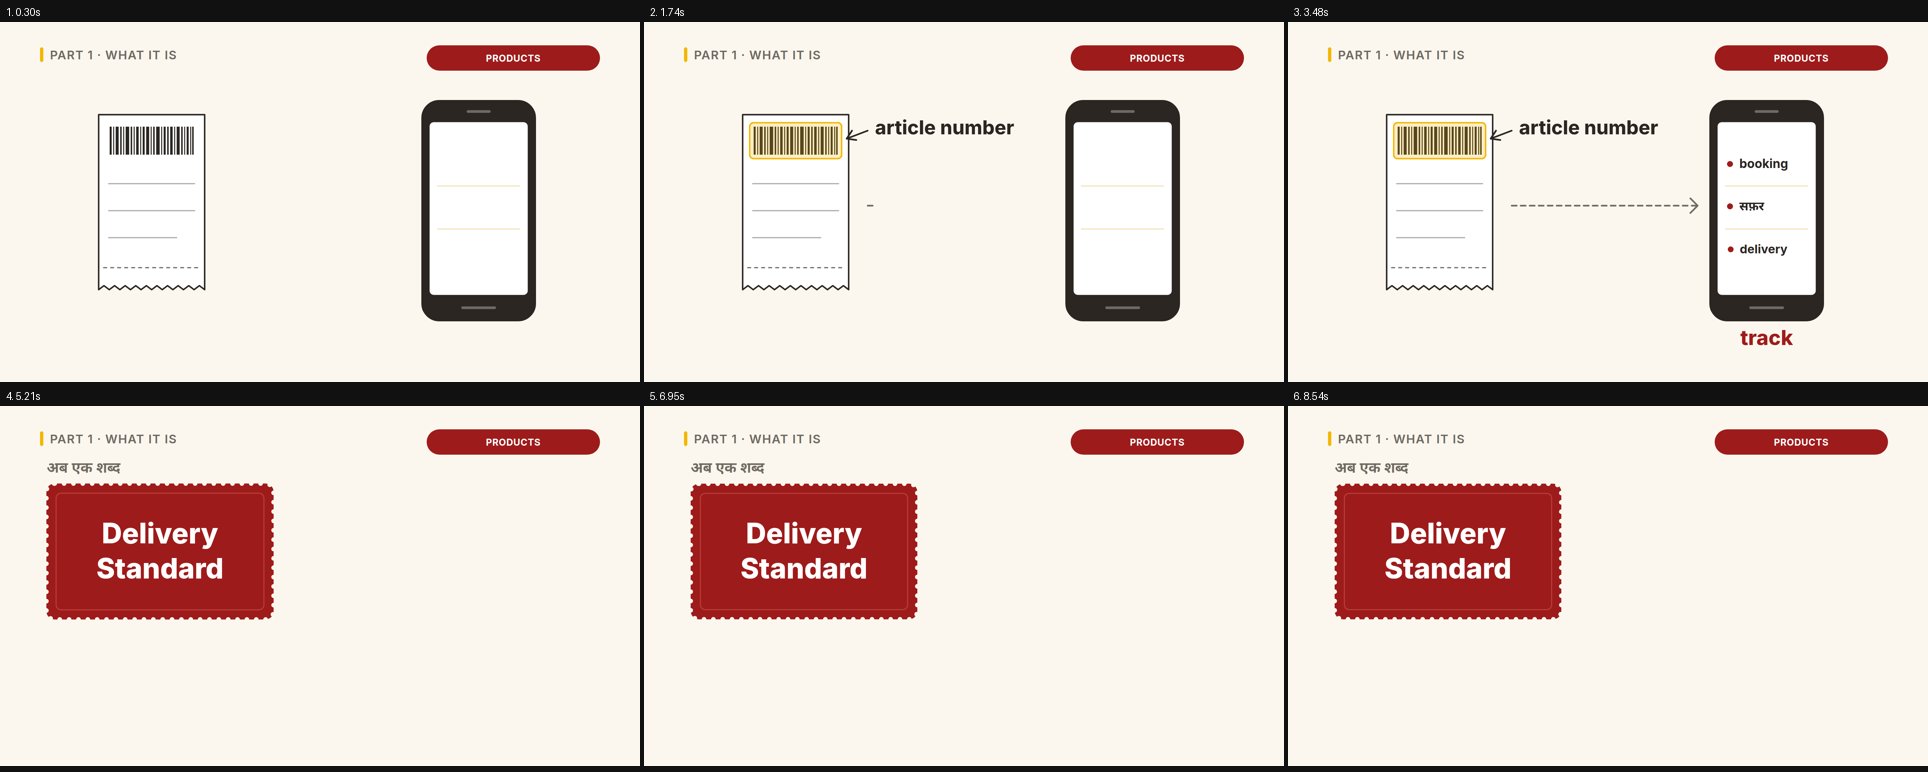 1. 0.30s
PART 1 · WHAT IT IS
PRODUCTS
2. 1.74s
PART 1 · WHAT IT IS
PRODUCTS
article number
3. 3.48s
PART 1 · WHAT IT IS
PRODUCTS
article number
booking
सफ़र
delivery
track
4. 5.21s
PART 1 · WHAT IT IS
PRODUCTS
अब एक शब्द
Delivery
Standard
5. 6.95s
PART 1 · WHAT IT IS
PRODUCTS
अब एक शब्द
Delivery
Standard
6. 8.54s
PART 1 · WHAT IT IS
PRODUCTS
अब एक शब्द
Delivery
Standard